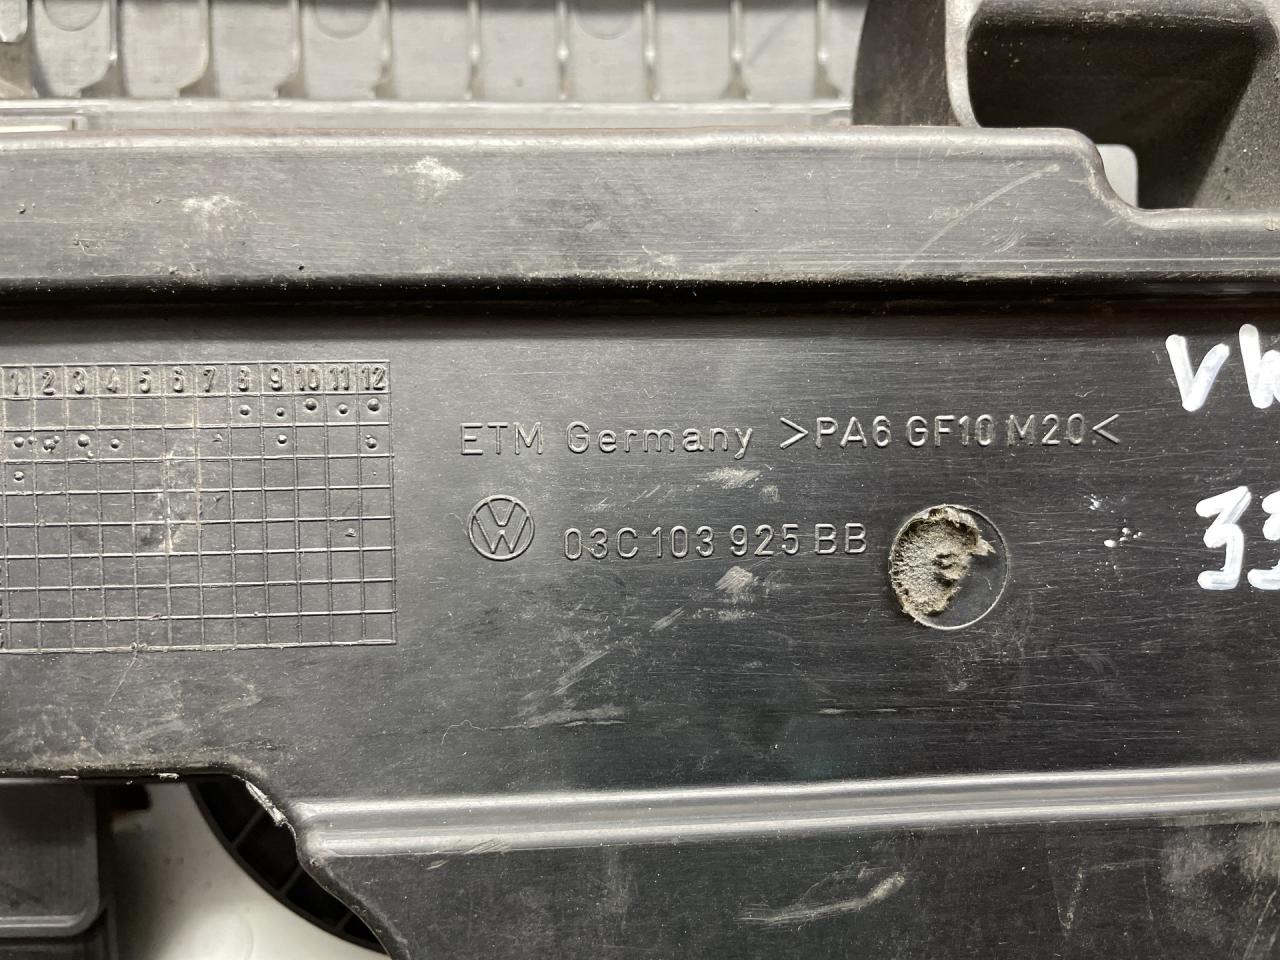 1 2 3 4 5 6 7 8 9 10 11 12
ETM Germany >PA6 GF10 M20<
VW 03C 103 925 BB